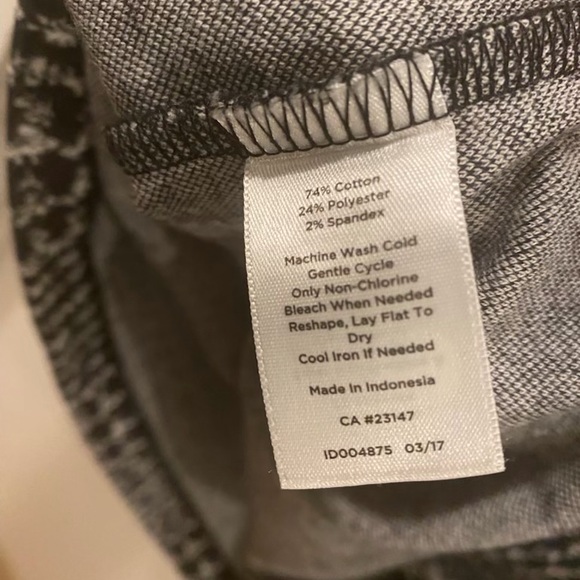 74% Cotton
24% Polyester
2% Spandex
Machine Wash Cold
Gentle Cycle
Only Non-Chlorine
Bleach When Needed
Reshape, Lay Flat To
Dry
Cool Iron If Needed
Made In Indonesia
CA #23147
ID004875 03/17